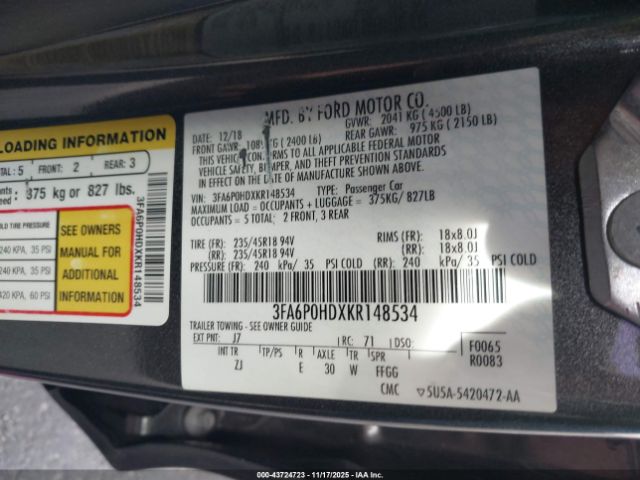 LOADING INFORMATION
TOTAL: 5 FRONT: 2 REAR: 3
375 kg or 827 lbs.
COLD TIRE PRESSURE
240 KPA, 35 PSI
240 KPA, 35 PSI
420 KPA, 60 PSI
SEE OWNERS
MANUAL FOR
ADDITIONAL
INFORMATION
3FA6P0HDXKR148534
MFD. BY FORD MOTOR CO.
12/18 GVWR: 2041 KG ( 4500 LB)
FRONT GAWR: KG ( 2400 REAR GAWR: 975 KG ( 2150 LB)
THIS VEHICLE CONFORMS TO ALL APPLICABLE FEDERAL MOTOR
VEHICLE SAFETY, BUMPER, AND THEFT PREVENTION STANDARDS
IN EFFECT ON THE DATE OF MANUFACTURE SHOWN ABOVE.
VIN: 3FA6P0HDXKR148534 TYPE: Passenger Car
MAXIMUM LOAD = OCCUPANTS + LUGGAGE = 375KG/ 827LB
OCCUPANTS = 5 TOTAL: 2 FRONT, 3 REAR
TIRE (FR): 235/45R18 94V RIMS (FR): 18x8.0J
TIRE (RR): 235/45R18 94V (RR): 18x8.0J
PRESSURE (FR): 240 kPa/ 35 PSI COLD (RR): 240 kPa/ 35 PSI COLD
3FA6P0HDXKR148534
TRAILER TOWING - SEE OWNER GUIDE
EXT PNT: J7 RC: 71 DSO: F0065
INT TR TP/PS R AXLE TR SPR R0083
ZJ E 30 W FFGG
CMC ▽5U5A-5420472-AA
© IAAI 43724723 - 11/17/2025 - IAAI Inc.